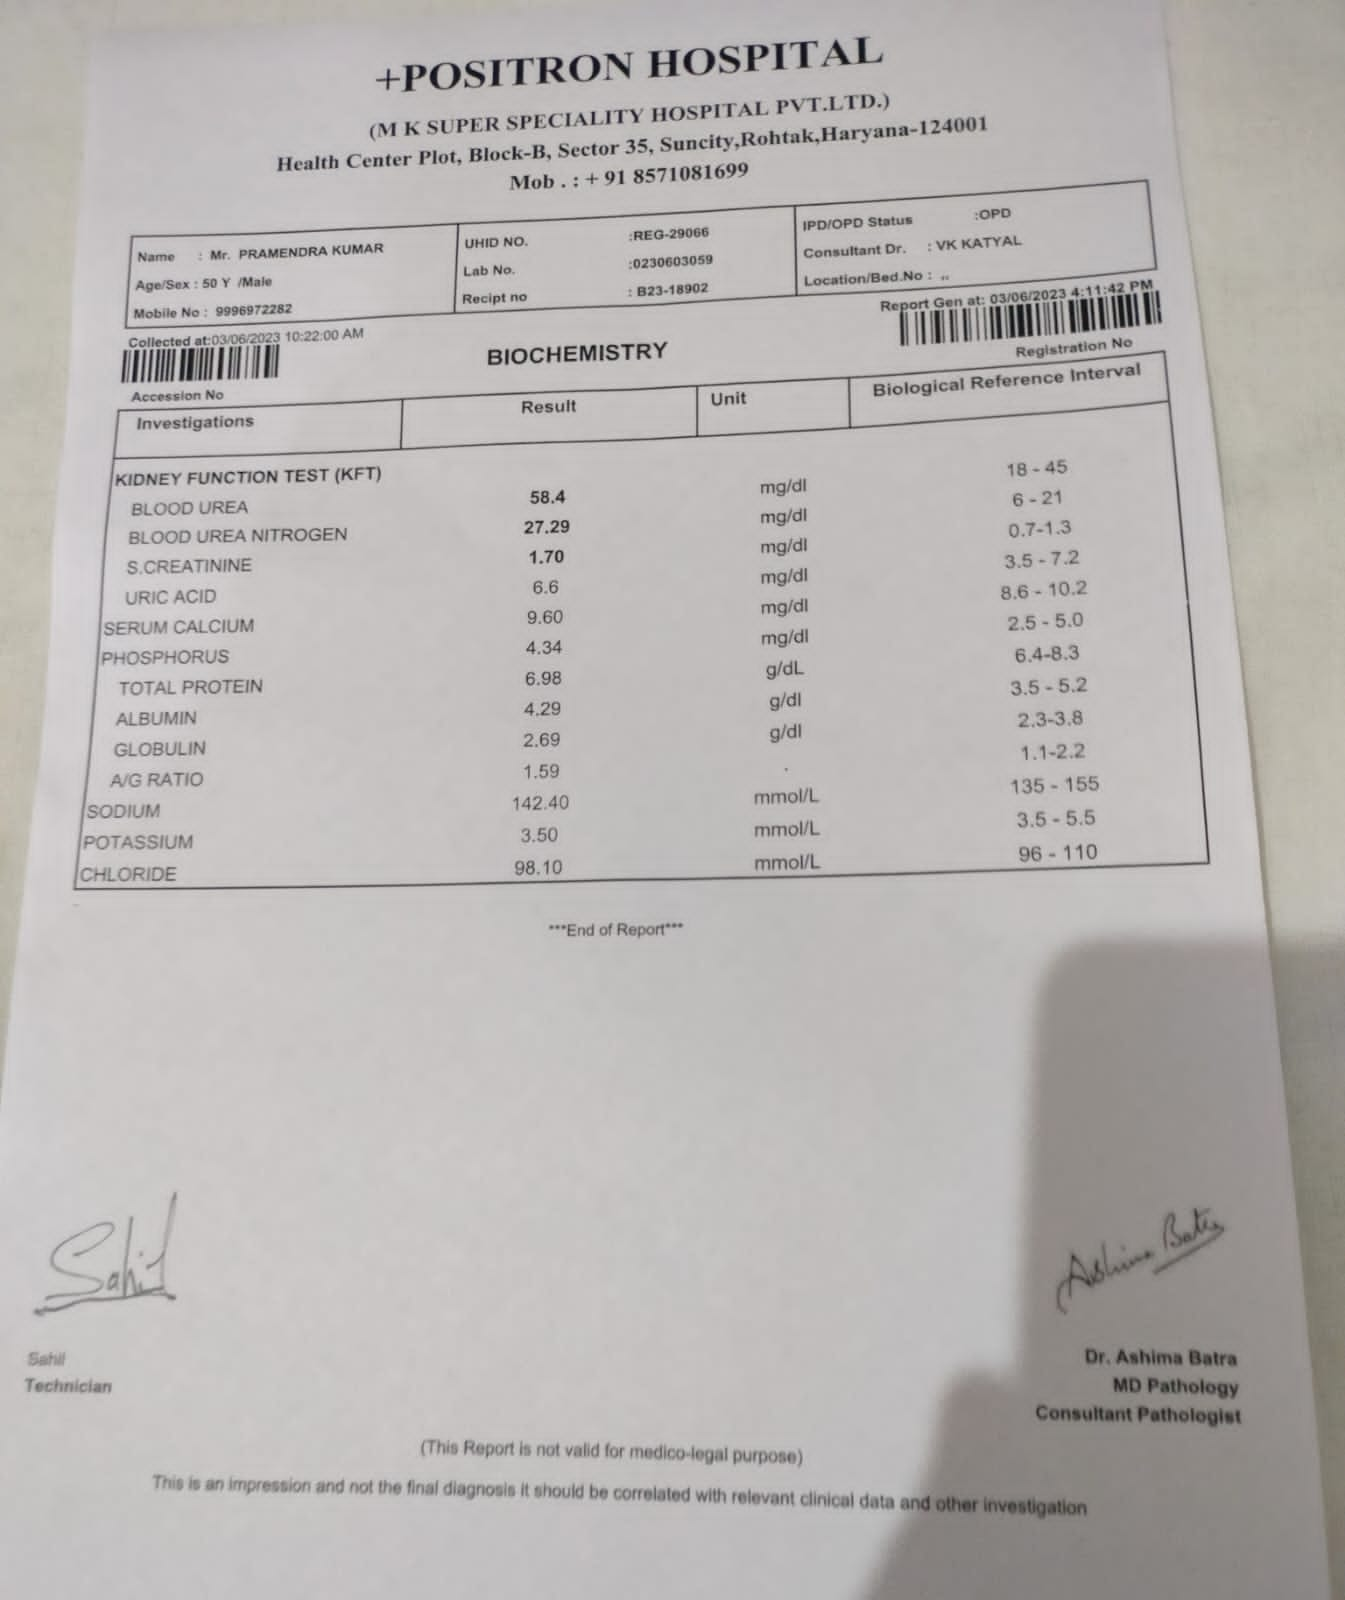 +POSITRON HOSPITAL
(M K SUPER SPECIALITY HOSPITAL PVT.LTD.)
Health Center Plot, Block-B, Sector 35, Suncity,Rohtak,Haryana-124001
Mob . : + 91 8571081699
Name : Mr. PRAMENDRA KUMAR UHID NO. :REG-29066 IPD/OPD Status :OPD
Age/Sex : 50 Y /Male Lab No. :0230603059 Consultant Dr. : VK KATYAL
Mobile No : 9996972282 Recipt no : B23-18902 Location/Bed.No : ,,
Collected at:03/06/2023 10:22:00 AM Report Gen at: 03/06/2023 4:11:42 PM
BIOCHEMISTRY
Accession No Registration No
Investigations Result Unit Biological Reference Interval
KIDNEY FUNCTION TEST (KFT)
BLOOD UREA 58.4 mg/dl 18 - 45
BLOOD UREA NITROGEN 27.29 mg/dl 6 - 21
S.CREATININE 1.70 mg/dl 0.7-1.3
URIC ACID 6.6 mg/dl 3.5 - 7.2
SERUM CALCIUM 9.60 mg/dl 8.6 - 10.2
PHOSPHORUS 4.34 mg/dl 2.5 - 5.0
TOTAL PROTEIN 6.98 g/dL 6.4-8.3
ALBUMIN 4.29 g/dl 3.5 - 5.2
GLOBULIN 2.69 g/dl 2.3-3.8
A/G RATIO 1.59 . 1.1-2.2
SODIUM 142.40 mmol/L 135 - 155
POTASSIUM 3.50 mmol/L 3.5 - 5.5
CHLORIDE 98.10 mmol/L 96 - 110
***End of Report***
Sahil Ashima Batra
Sahil Dr. Ashima Batra
Technician MD Pathology
Consultant Pathologist
(This Report is not valid for medico-legal purpose)
This is an impression and not the final diagnosis it should be correlated with relevant clinical data and other investigation